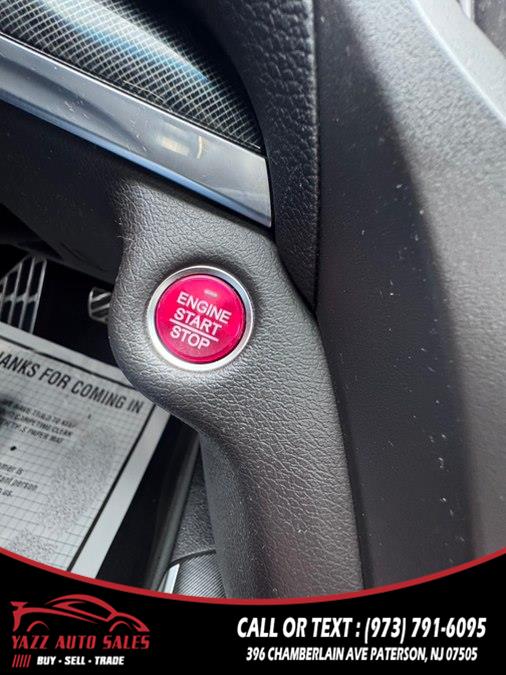 ENGINE
START
STOP
THANKS FOR COMING IN
YAZZ AUTO SALES
BUY - SELL - TRADE
CALL OR TEXT : (973) 791-6095
396 CHAMBERLAIN AVE PATERSON, NJ 07505